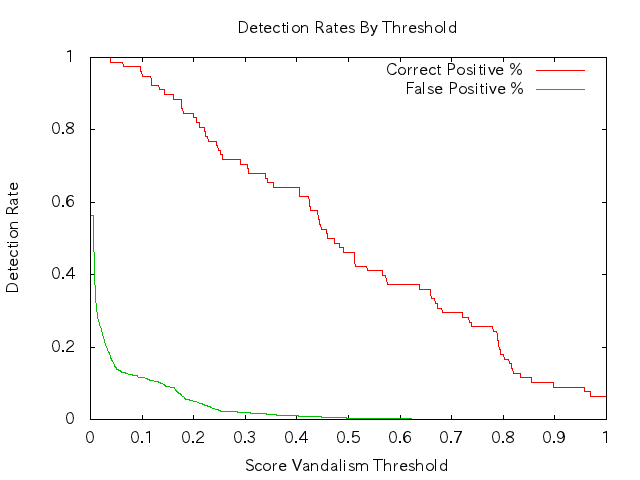 Detection Rates By Threshold
Correct Positive %
False Positive %
Detection Rate
1
0.8
0.6
0.4
0.2
0
0 0.1 0.2 0.3 0.4 0.5 0.6 0.7 0.8 0.9 1
Score Vandalism Threshold